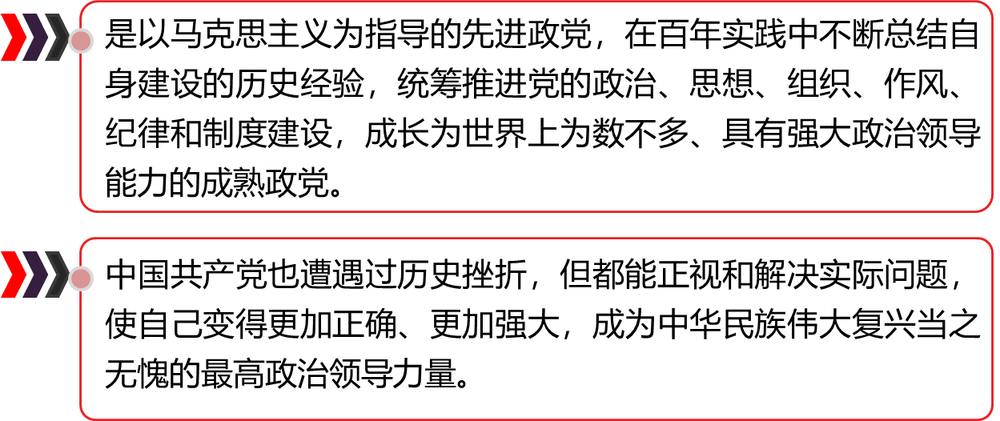 是以马克思主义为指导的先进政党，在百年实践中不断总结自
身建设的历史经验，统筹推进党的政治、思想、组织、作风、
纪律和制度建设，成长为世界上为数不多、具有强大政治领导
能力的成熟政党。
中国共产党也遭遇过历史挫折，但都能正视和解决实际问题，
使自己变得更加正确、更加强大，成为中华民族伟大复兴当之
无愧的最高政治领导力量。